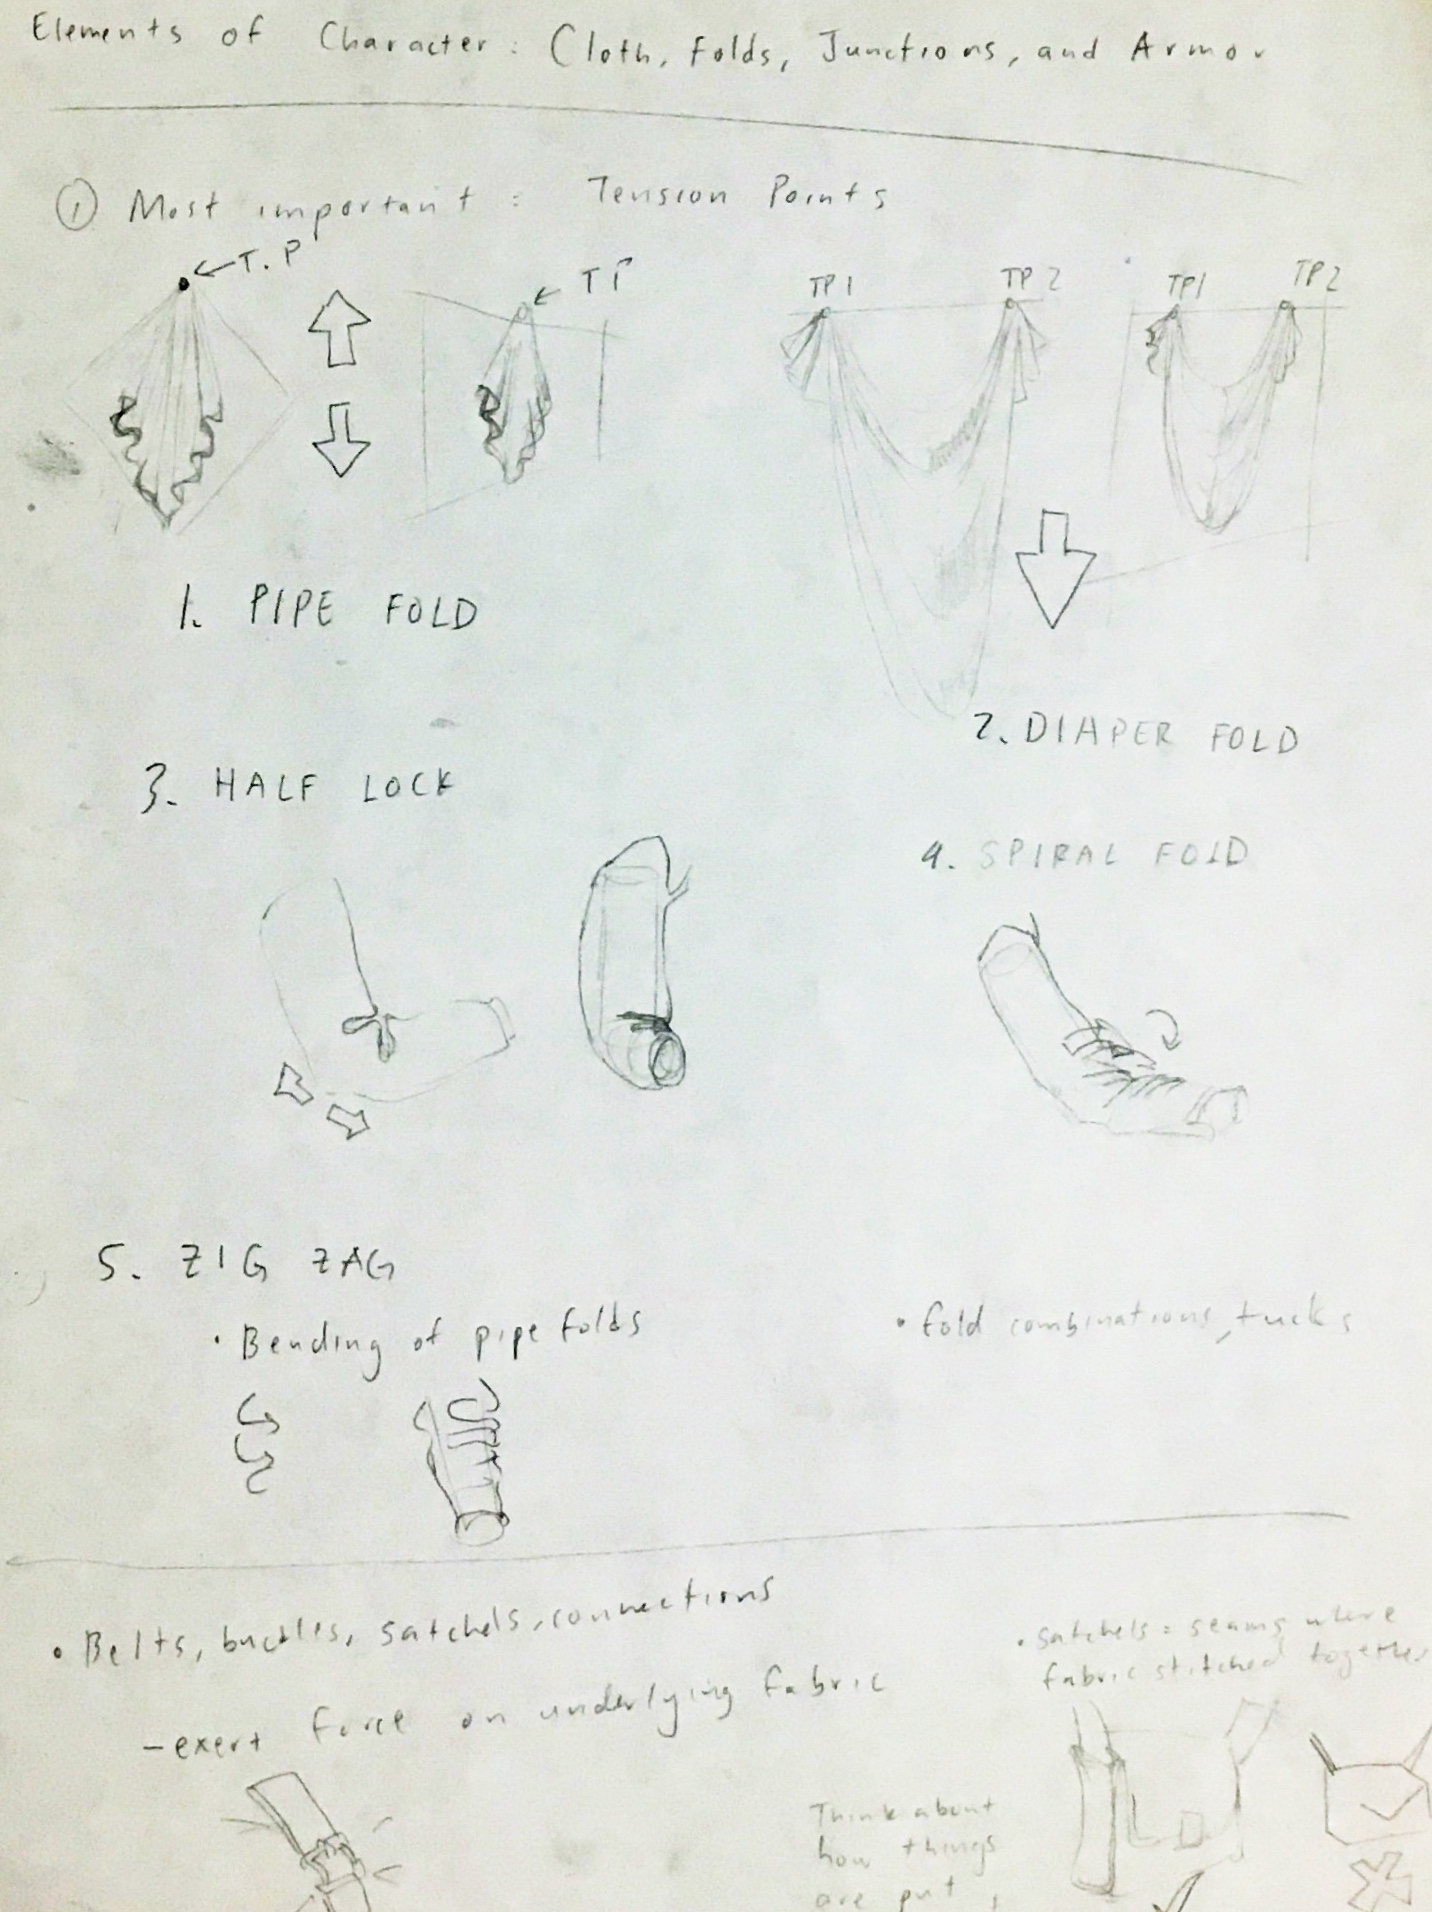 Elements of Character: Cloth, Folds, Junctions, and Armor
① Most important : Tension Points
T.P
TP
TP1
TP 2
TP1
TP2
1. PIPE FOLD
2. DIAPER FOLD
3. HALF LOCK
4. SPIRAL FOLD
5. ZIG ZAG
• Bending of pipe folds
• fold combinations, tucks
• Belts, buckles, satchels, connections
- exert force on underlying fabric
• satchels = seams where
fabric stitched together
Think about
how things
are put